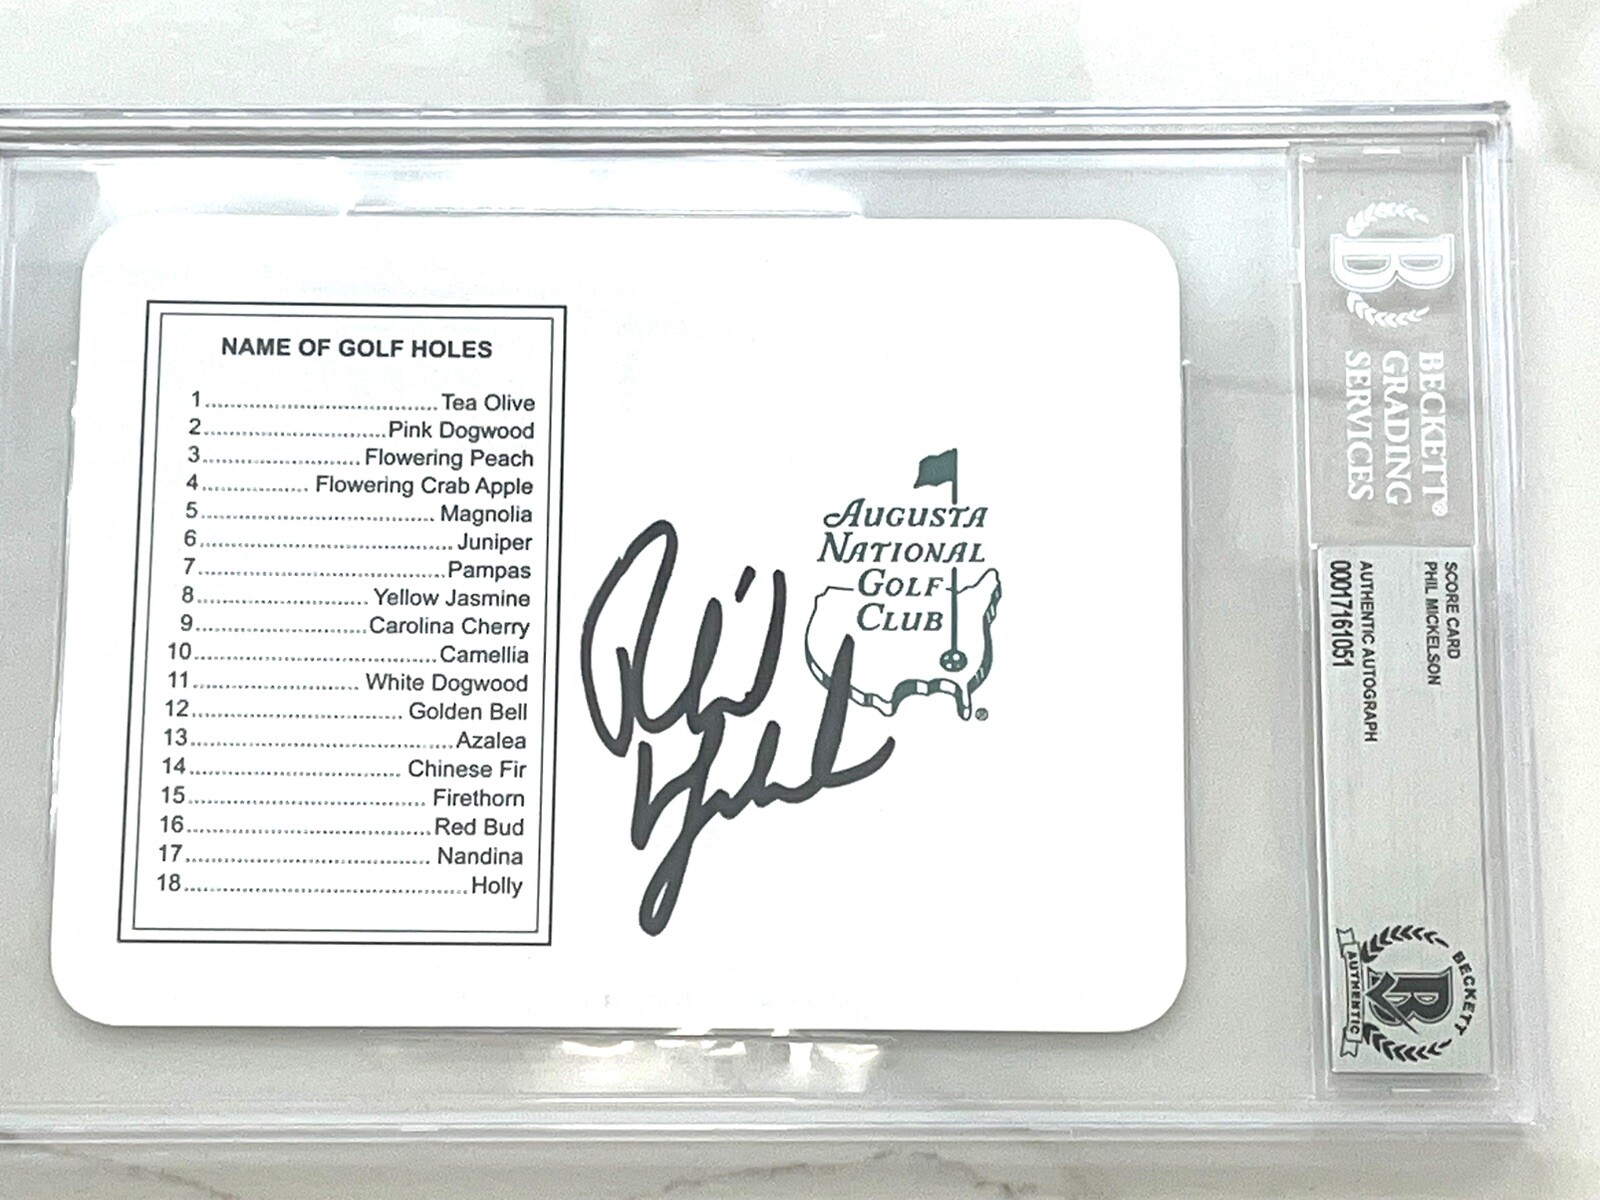 NAME OF GOLF HOLES
1 Tea Olive
2 Pink Dogwood
3 Flowering Peach
4 Flowering Crab Apple
5 Magnolia
6 Juniper
7 Pampas
8 Yellow Jasmine
9 Carolina Cherry
10 Camellia
11 White Dogwood
12 Golden Bell
13 Azalea
14 Chinese Fir
15 Firethorn
16 Red Bud
17 Nandina
18 Holly
AUGUSTA
NATIONAL
GOLF
CLUB
®
Phil
BECKETT®
GRADING
SERVICES
SCORE CARD
PHIL MICKELSON
AUTHENTIC AUTOGRAPH
00017161051
BECKETT
AUTHENTIC